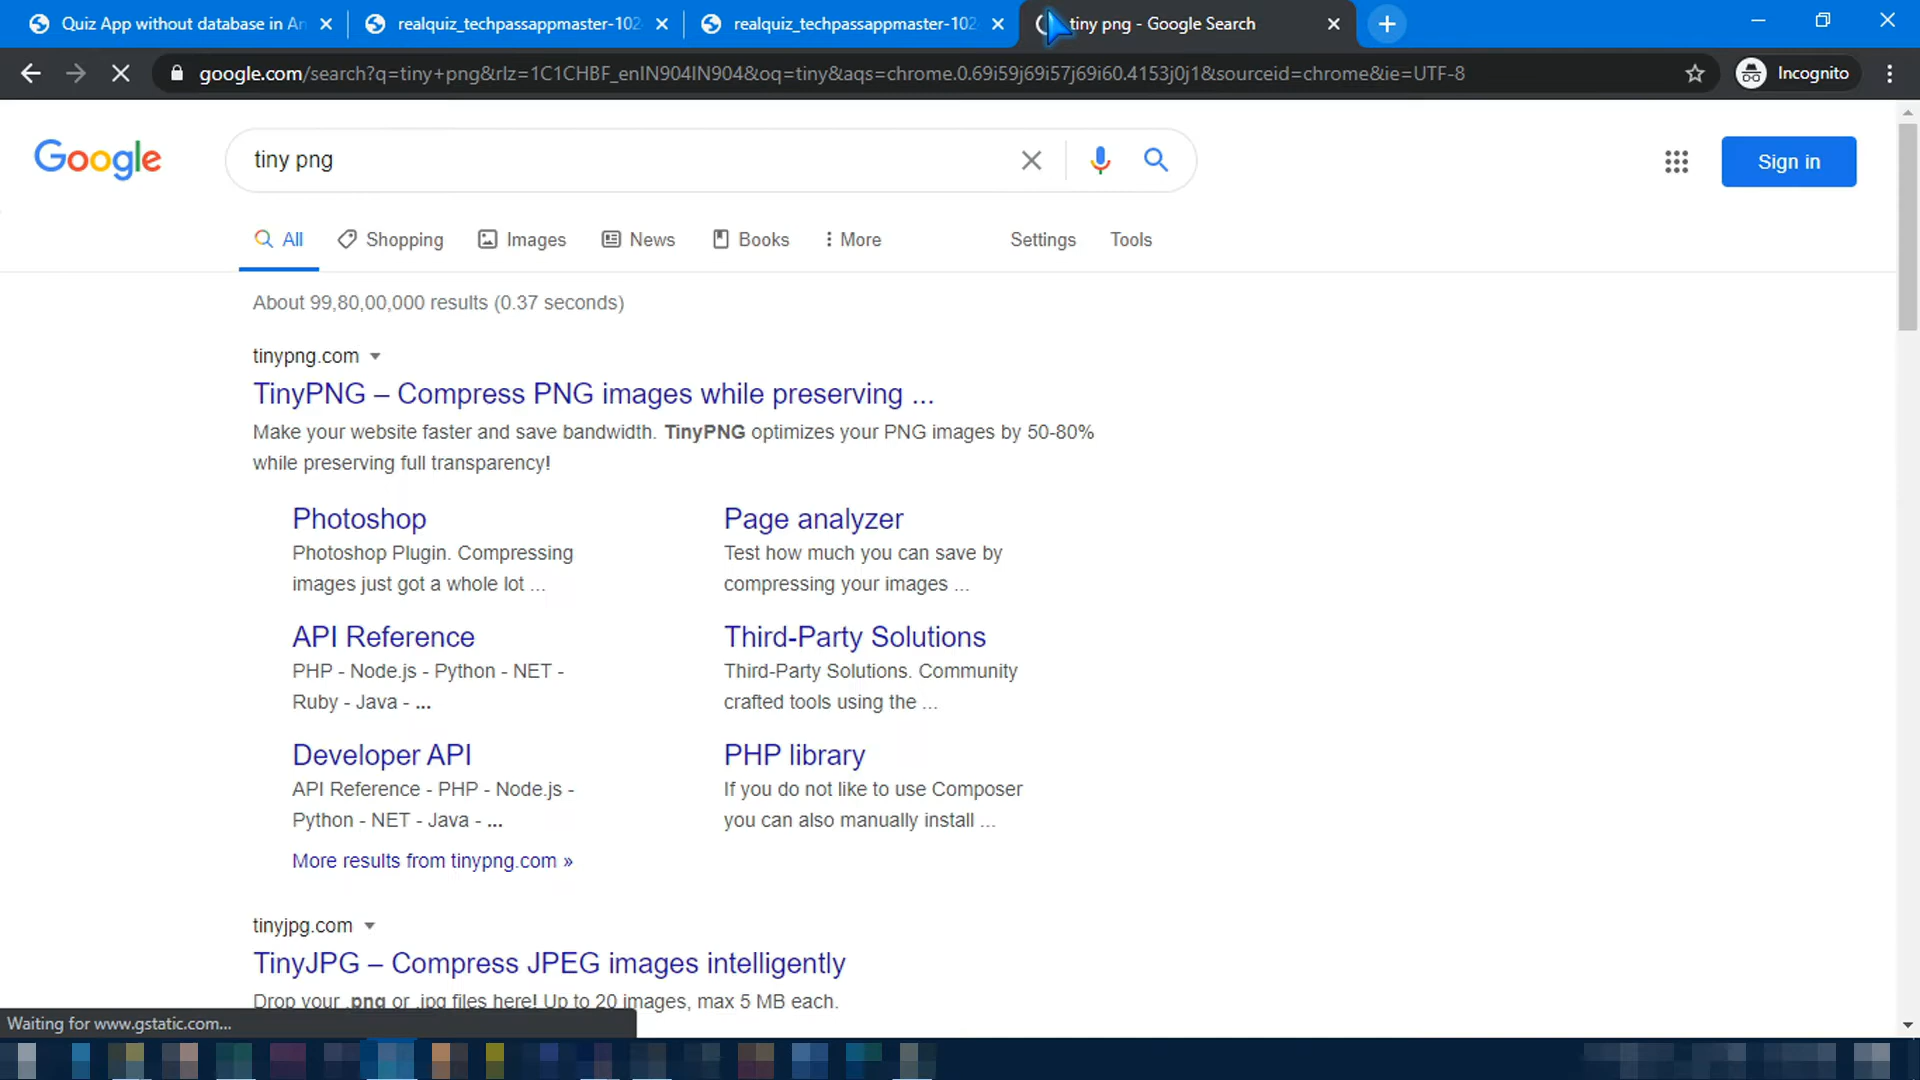 Quiz App without database in An
realquiz_techpassappmaster-102
realquiz_techpassappmaster-102
tiny png - Google Search
google.com/search?q=tiny+png&rlz=1C1CHBF_enIN904IN904&oq=tiny&aqs=chrome.0.69i59j69i57j69i60.4153j0j1&sourceid=chrome&ie=UTF-8
Incognito
Google
tiny png
Sign in
All
Shopping
Images
News
Books
More
Settings
Tools
About 99,80,00,000 results (0.37 seconds)
tinypng.com
TinyPNG – Compress PNG images while preserving ...
Make your website faster and save bandwidth. TinyPNG optimizes your PNG images by 50-80%
while preserving full transparency!
Photoshop
Photoshop Plugin. Compressing
images just got a whole lot ...
Page analyzer
Test how much you can save by
compressing your images ...
API Reference
PHP - Node.js - Python - NET -
Ruby - Java - ...
Third-Party Solutions
Third-Party Solutions. Community
crafted tools using the ...
Developer API
API Reference - PHP - Node.js -
Python - NET - Java - ...
PHP library
If you do not like to use Composer
you can also manually install ...
More results from tinypng.com »
tinyjpg.com
TinyJPG – Compress JPEG images intelligently
Drop your .png or .jpg files here! Up to 20 images, max 5 MB each.
Waiting for www.gstatic.com...